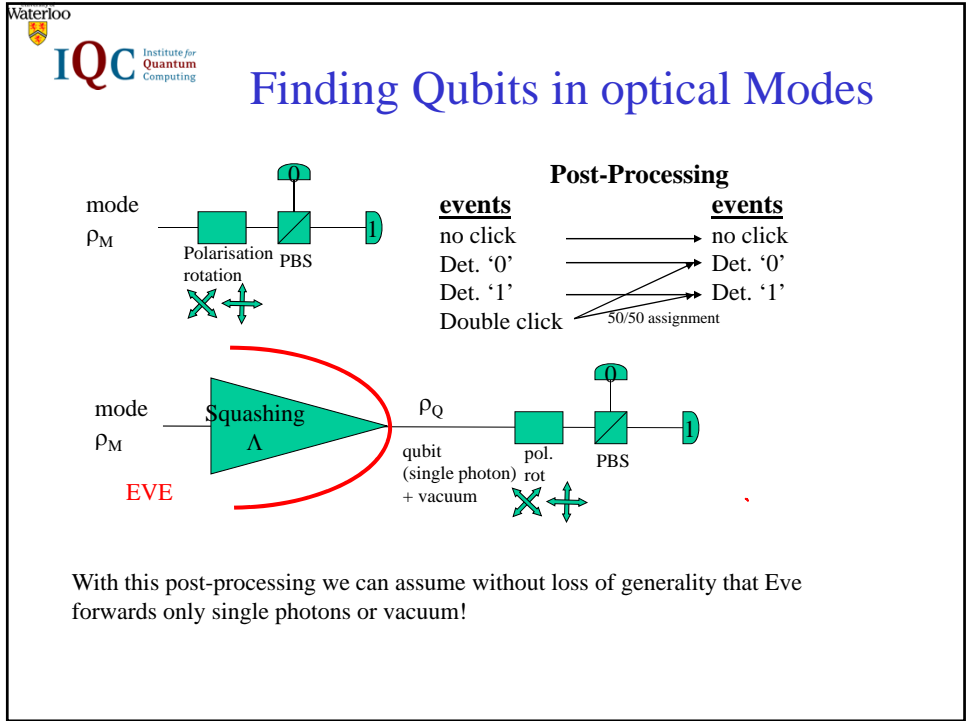 Waterloo
IQC Institute for Quantum Computing
Finding Qubits in optical Modes
mode
ρM
Polarisation
rotation
PBS
0
1
Post-Processing
events events
no click no click
Det. ‘0’ Det. ‘0’
Det. ‘1’ Det. ‘1’
Double click 50/50 assignment
mode
ρM
Squashing
Λ
EVE
ρQ
qubit
(single photon)
+ vacuum
pol.
rot
PBS
0
1
With this post-processing we can assume without loss of generality that Eve
forwards only single photons or vacuum!